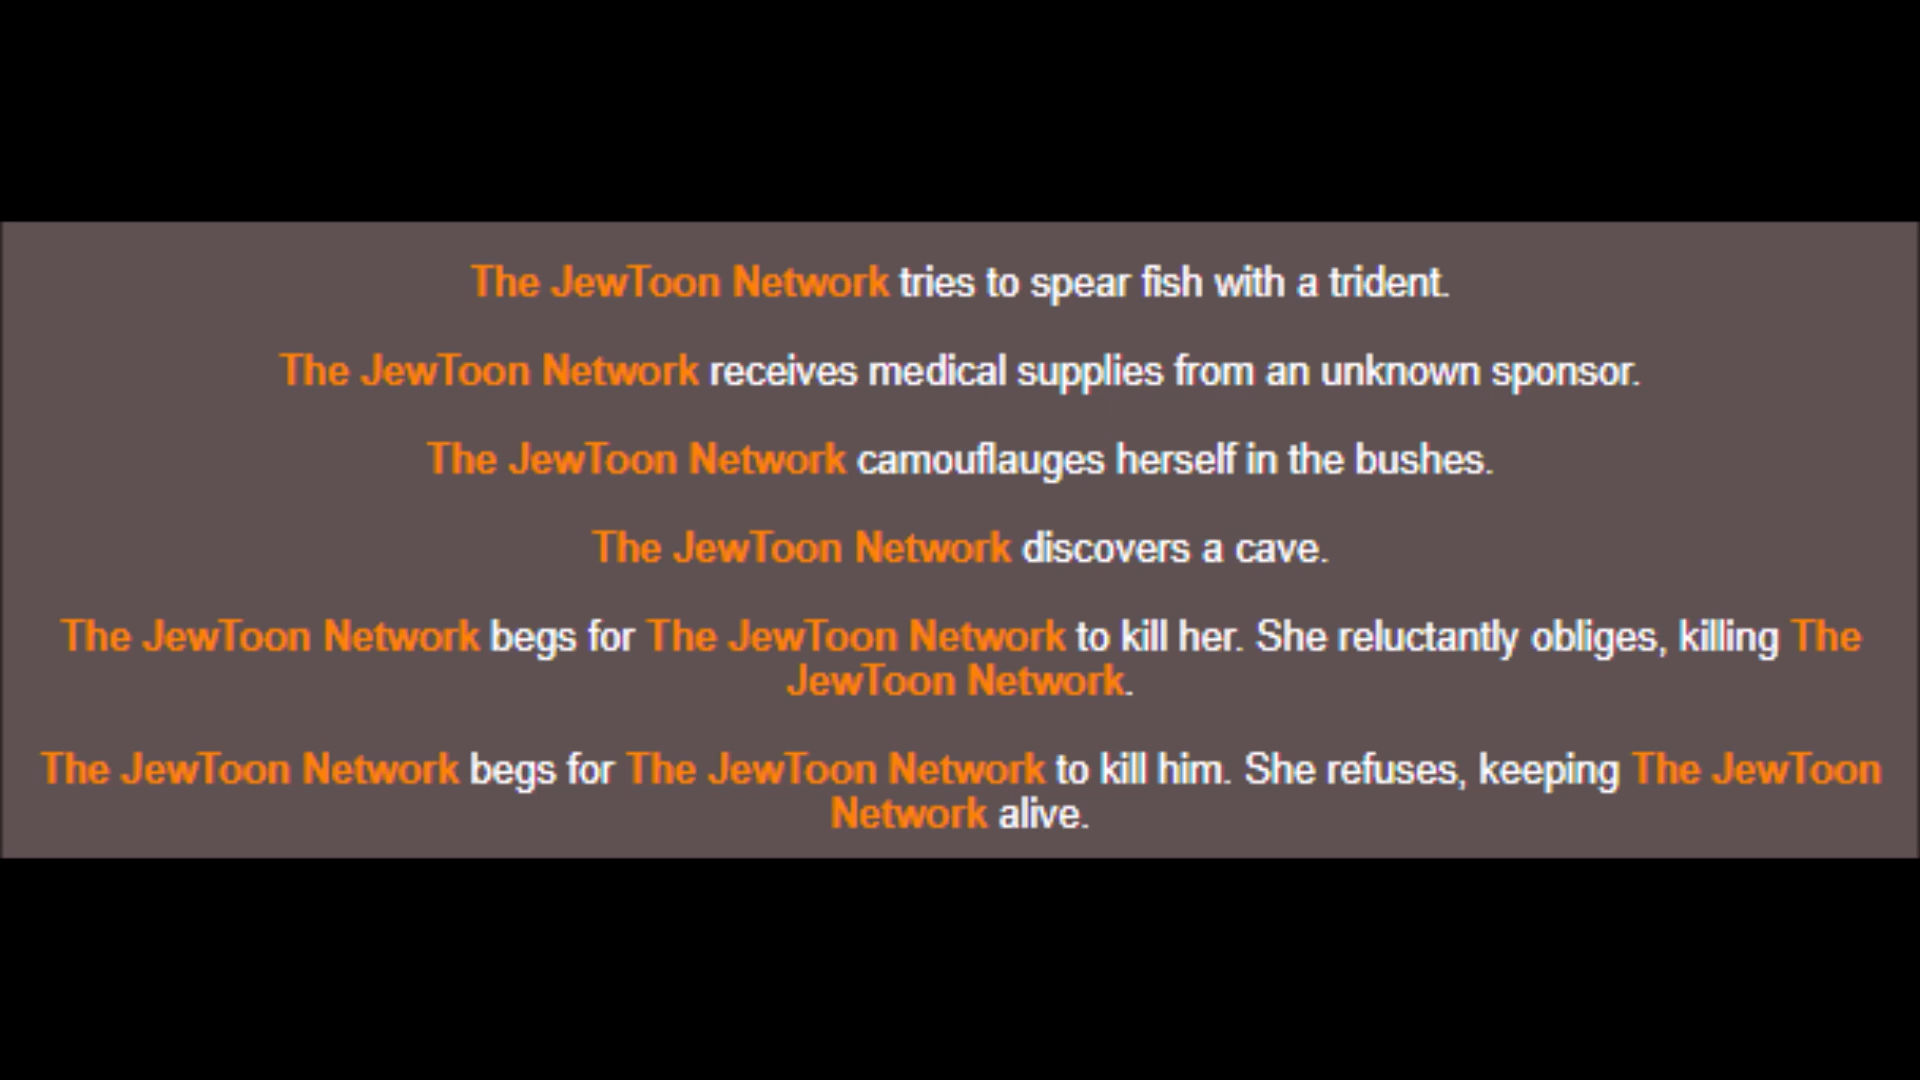 The JewToon Network tries to spear fish with a trident.
The JewToon Network receives medical supplies from an unknown sponsor.
The JewToon Network camouflauges herself in the bushes.
The JewToon Network discovers a cave.
The JewToon Network begs for The JewToon Network to kill her. She reluctantly obliges, killing The
JewToon Network.
The JewToon Network begs for The JewToon Network to kill him. She refuses, keeping The JewToon
Network alive.